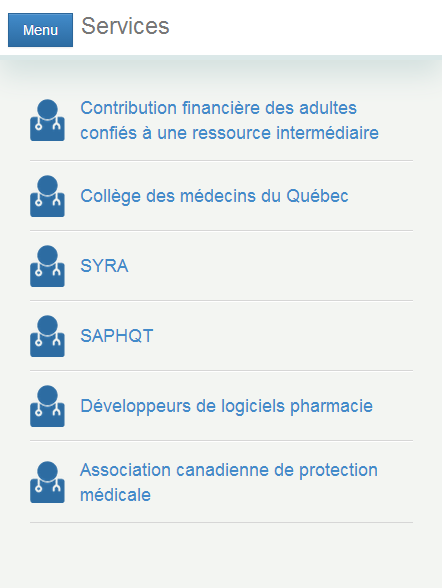 Menu Services
Contribution financière des adultes
confiés à une ressource intermédiaire
Collège des médecins du Québec
SYRA
SAPHQT
Développeurs de logiciels pharmacie
Association canadienne de protection
médicale